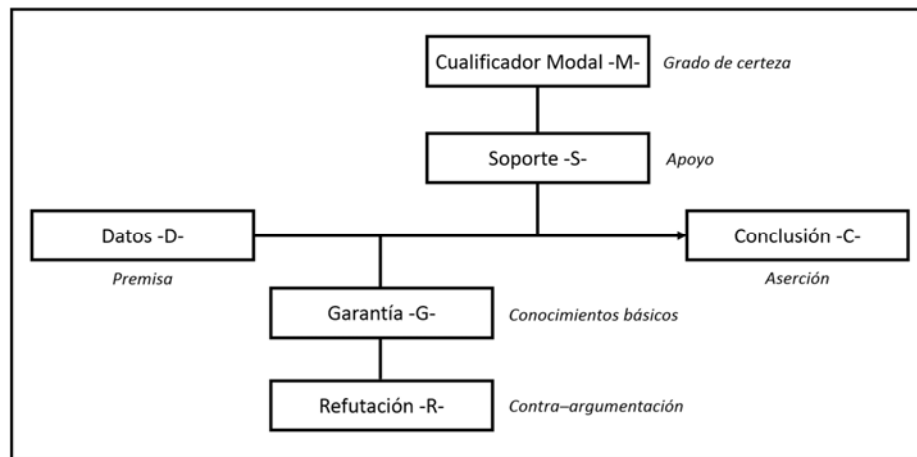 Cualificador Modal -M-
Grado de certeza
Soporte -S-
Apoyo
Datos -D-
Conclusión -C-
Premisa
Aserción
Garantía -G-
Conocimientos básicos
Refutación -R-
Contra–argumentación